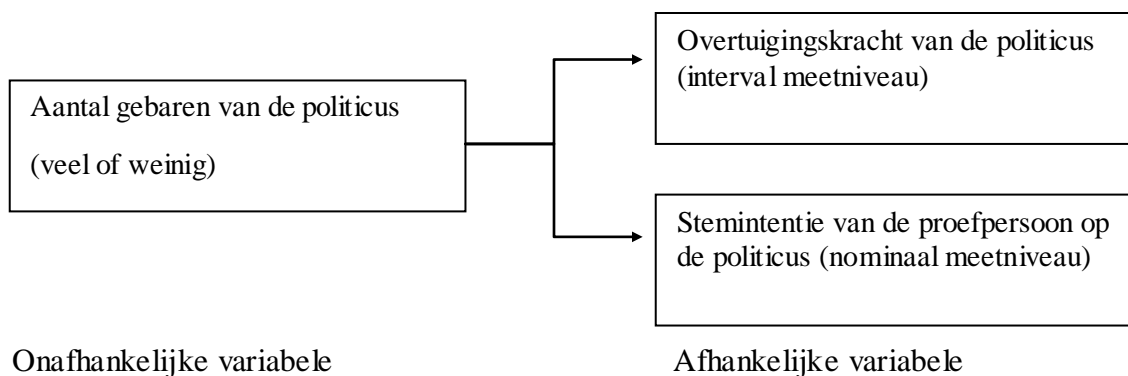 Aantal gebaren van de politicus
(veel of weinig)
Overtuigingskracht van de politicus
(interval meetniveau)
Stemintentie van de proefpersoon op
de politicus (nominaal meetniveau)
Onafhankelijke variabele
Afhankelijke variabele